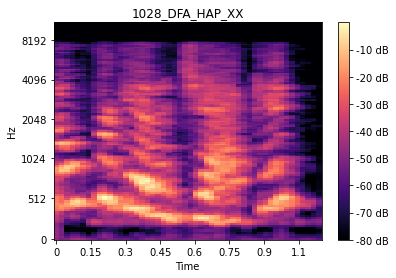 1028_DFA_HAP_XX
8192
4096
2048
1024
512
0
Hz
0 0.15 0.3 0.45 0.6 0.75 0.9 1.1
Time
-10 dB
-20 dB
-30 dB
-40 dB
-50 dB
-60 dB
-70 dB
-80 dB